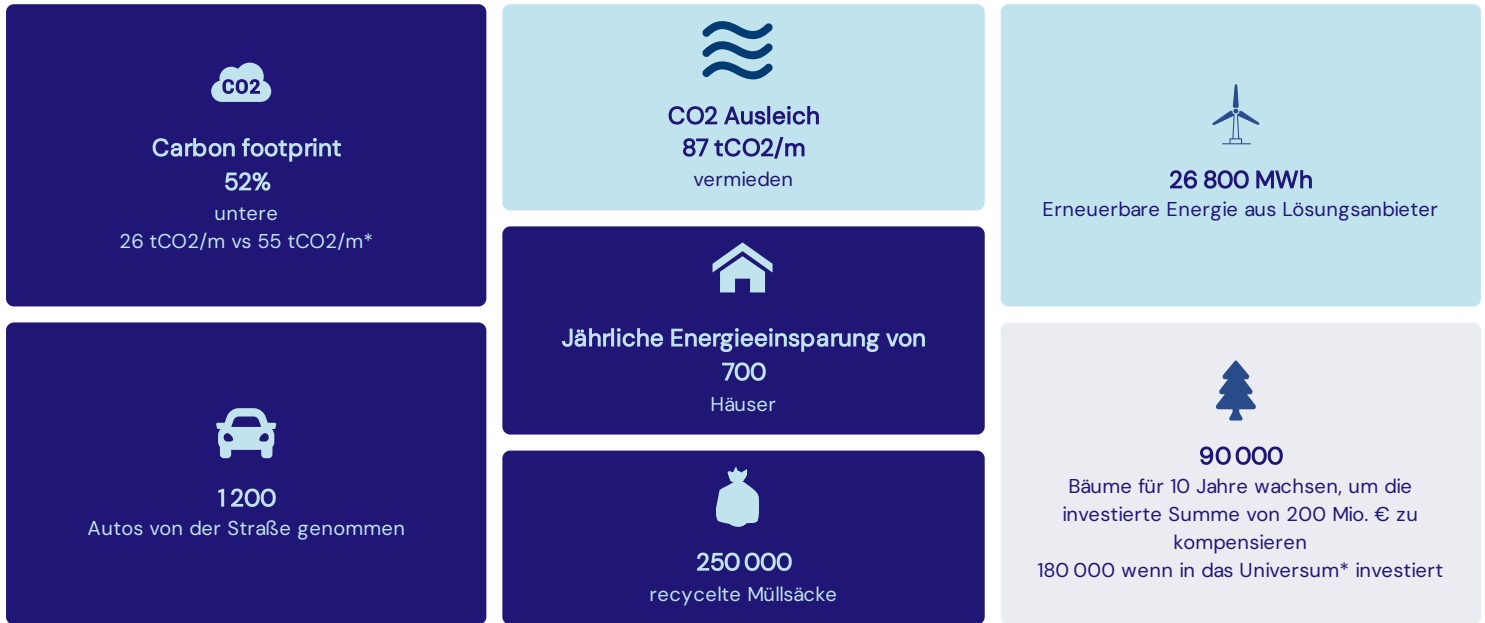 CO2
Carbon footprint
52%
untere
26 tCO2/m vs 55 tCO2/m*
1 200
Autos von der Straße genommen
CO2 Ausleich
87 tCO2/m
vermieden
Jährliche Energieeinsparung von
700
Häuser
250 000
recycelte Müllsäcke
26 800 MWh
Erneuerbare Energie aus Lösungsanbieter
90 000
Bäume für 10 Jahre wachsen, um die
investierte Summe von 200 Mio. € zu
kompensieren
180 000 wenn in das Universum* investiert